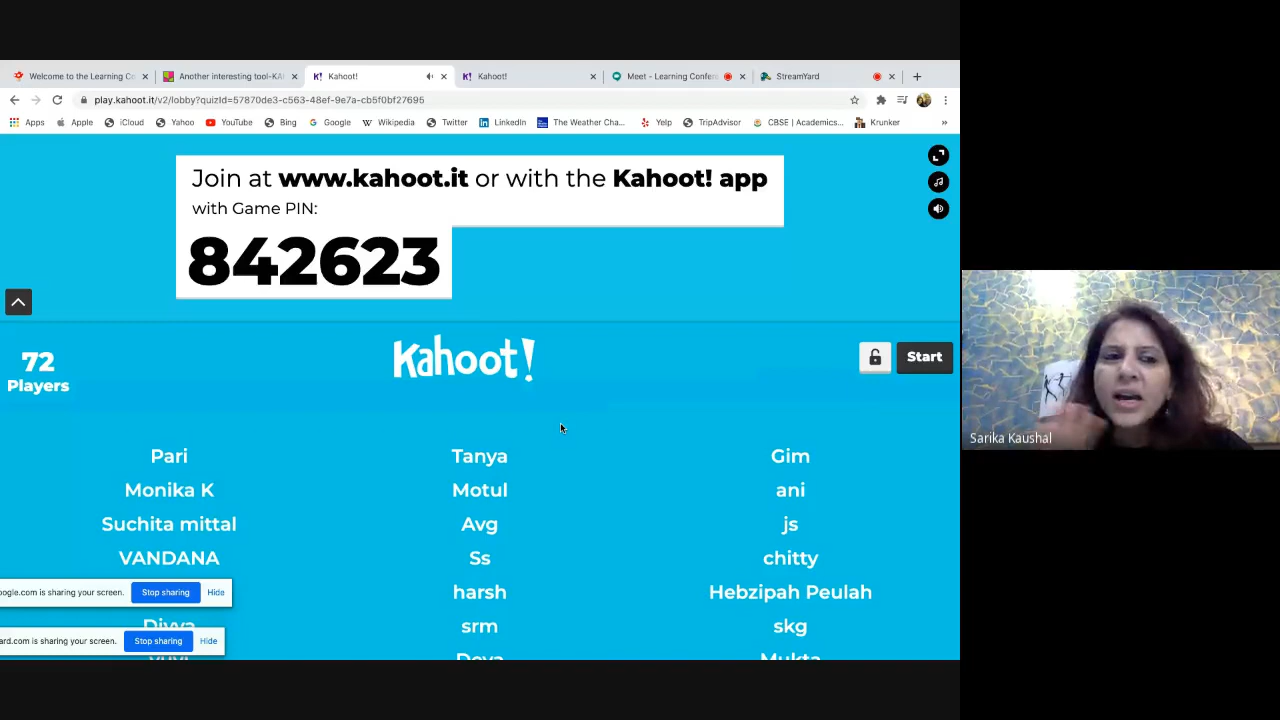 Welcome to the Learning Co
Another interesting tool-KA
Kahoot!
Kahoot!
Meet - Learning Confere
StreamYard
play.kahoot.it/v2/lobby?quizId=57870de3-c563-48ef-9e7a-cb5f0bf27695
Apps Apple iCloud Yahoo YouTube Bing Google Wikipedia Twitter LinkedIn The Weather Cha... Yelp TripAdvisor CBSE | Academics... Krunker »
Join at www.kahoot.it or with the Kahoot! app
with Game PIN:
842623
72
Players
Kahoot!
Start
Pari Tanya Gim
Monika K Motul ani
Suchita mittal Avg js
VANDANA Ss chitty
oogle.com is sharing your screen. Stop sharing Hide
harsh Hebzipah Peulah
Divya srm skg
ard.com is sharing your screen. Stop sharing Hide
Deva Mukta
Sarika Kaushal